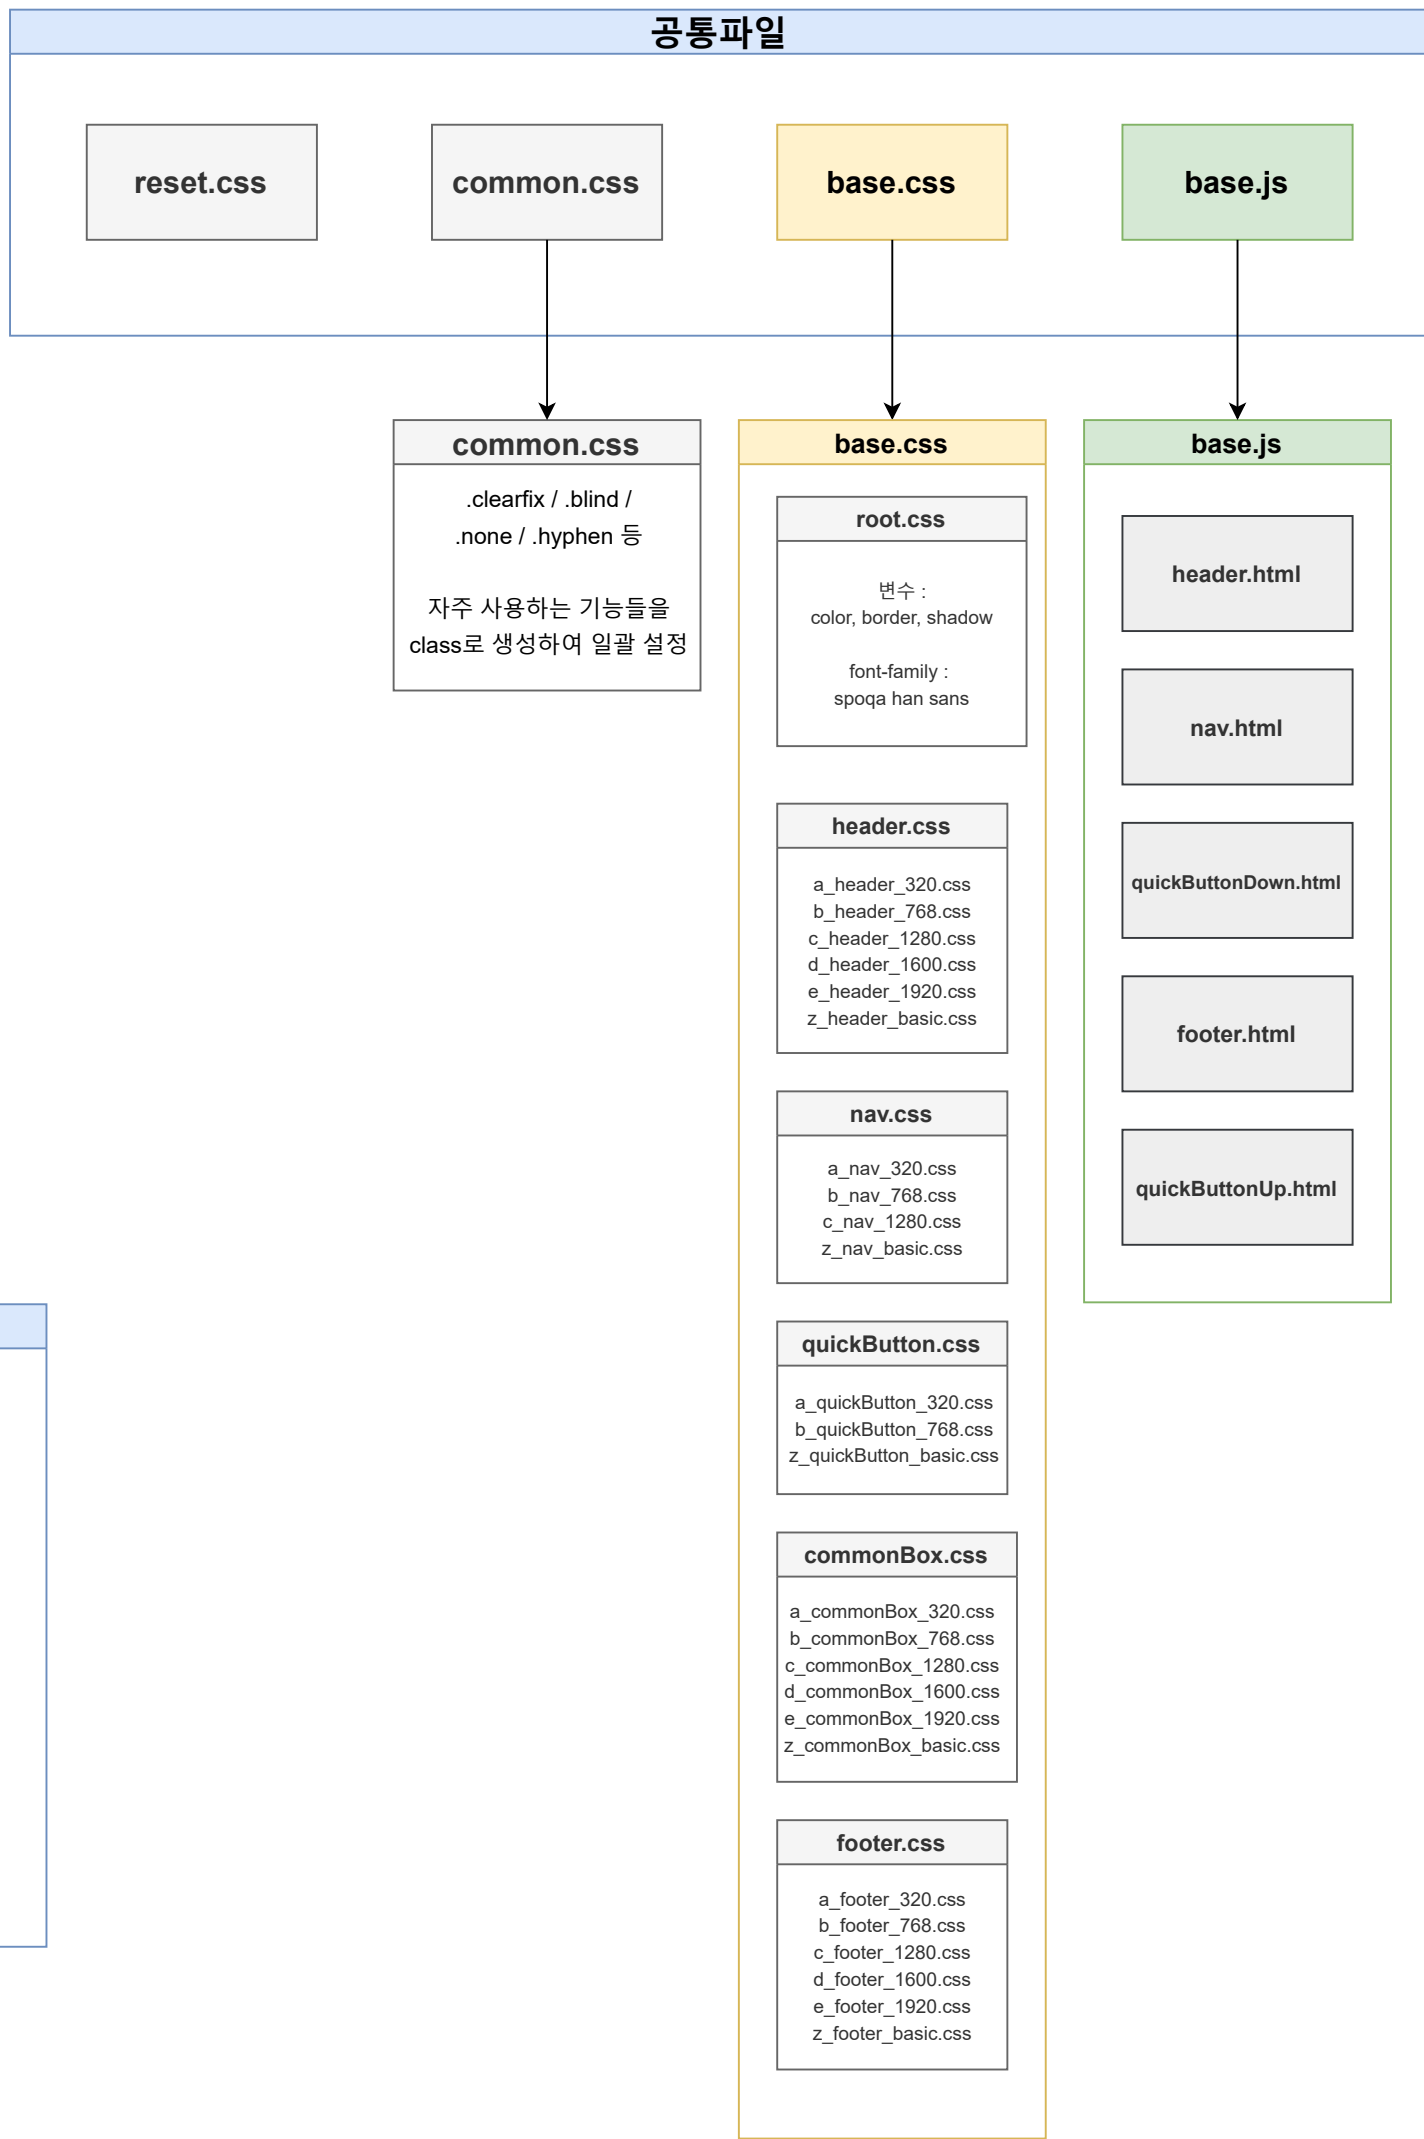 공통파일
reset.css
common.css
base.css
base.js
common.css
.clearfix / .blind /
.none / .hyphen 등
자주 사용하는 기능들을
class로 생성하여 일괄 설정
base.css
root.css
변수 :
color, border, shadow
font-family :
spoqa han sans
header.css
a_header_320.css
b_header_768.css
c_header_1280.css
d_header_1600.css
e_header_1920.css
z_header_basic.css
nav.css
a_nav_320.css
b_nav_768.css
c_nav_1280.css
z_nav_basic.css
quickButton.css
a_quickButton_320.css
b_quickButton_768.css
z_quickButton_basic.css
commonBox.css
a_commonBox_320.css
b_commonBox_768.css
c_commonBox_1280.css
d_commonBox_1600.css
e_commonBox_1920.css
z_commonBox_basic.css
footer.css
a_footer_320.css
b_footer_768.css
c_footer_1280.css
d_footer_1600.css
e_footer_1920.css
z_footer_basic.css
base.js
header.html
nav.html
quickButtonDown.html
footer.html
quickButtonUp.html